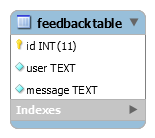 feedbacktable
id INT(11)
user TEXT
message TEXT
Indexes